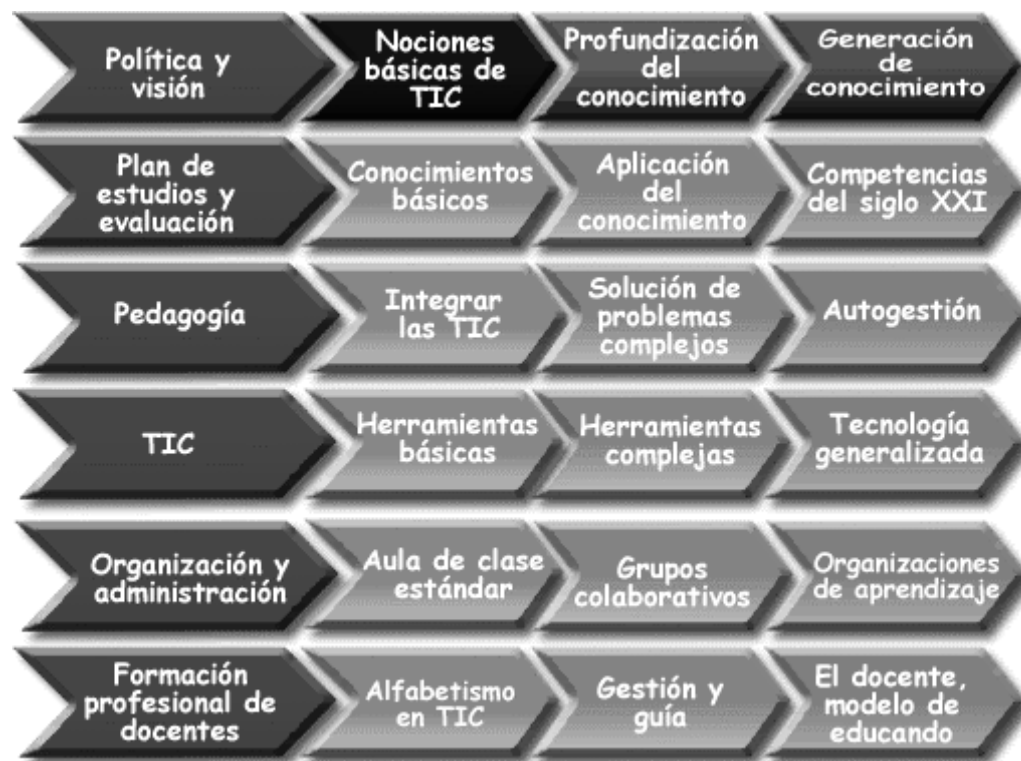 Política y
visión
Nociones
básicas de
TIC
Profundización
del
conocimiento
Generación
de
conocimiento
Plan de
estudios y
evaluación
Conocimientos
básicos
Aplicación
del
conocimiento
Competencias
del siglo XXI
Pedagogía
Integrar
las TIC
Solución de
problemas
complejos
Autogestión
TIC
Herramientas
básicas
Herramientas
complejas
Tecnología
generalizada
Organización y
administración
Aula de clase
estándar
Grupos
colaborativos
Organizaciones
de aprendizaje
Formación
profesional de
docentes
Alfabetismo
en TIC
Gestión y
guía
El docente,
modelo de
educando